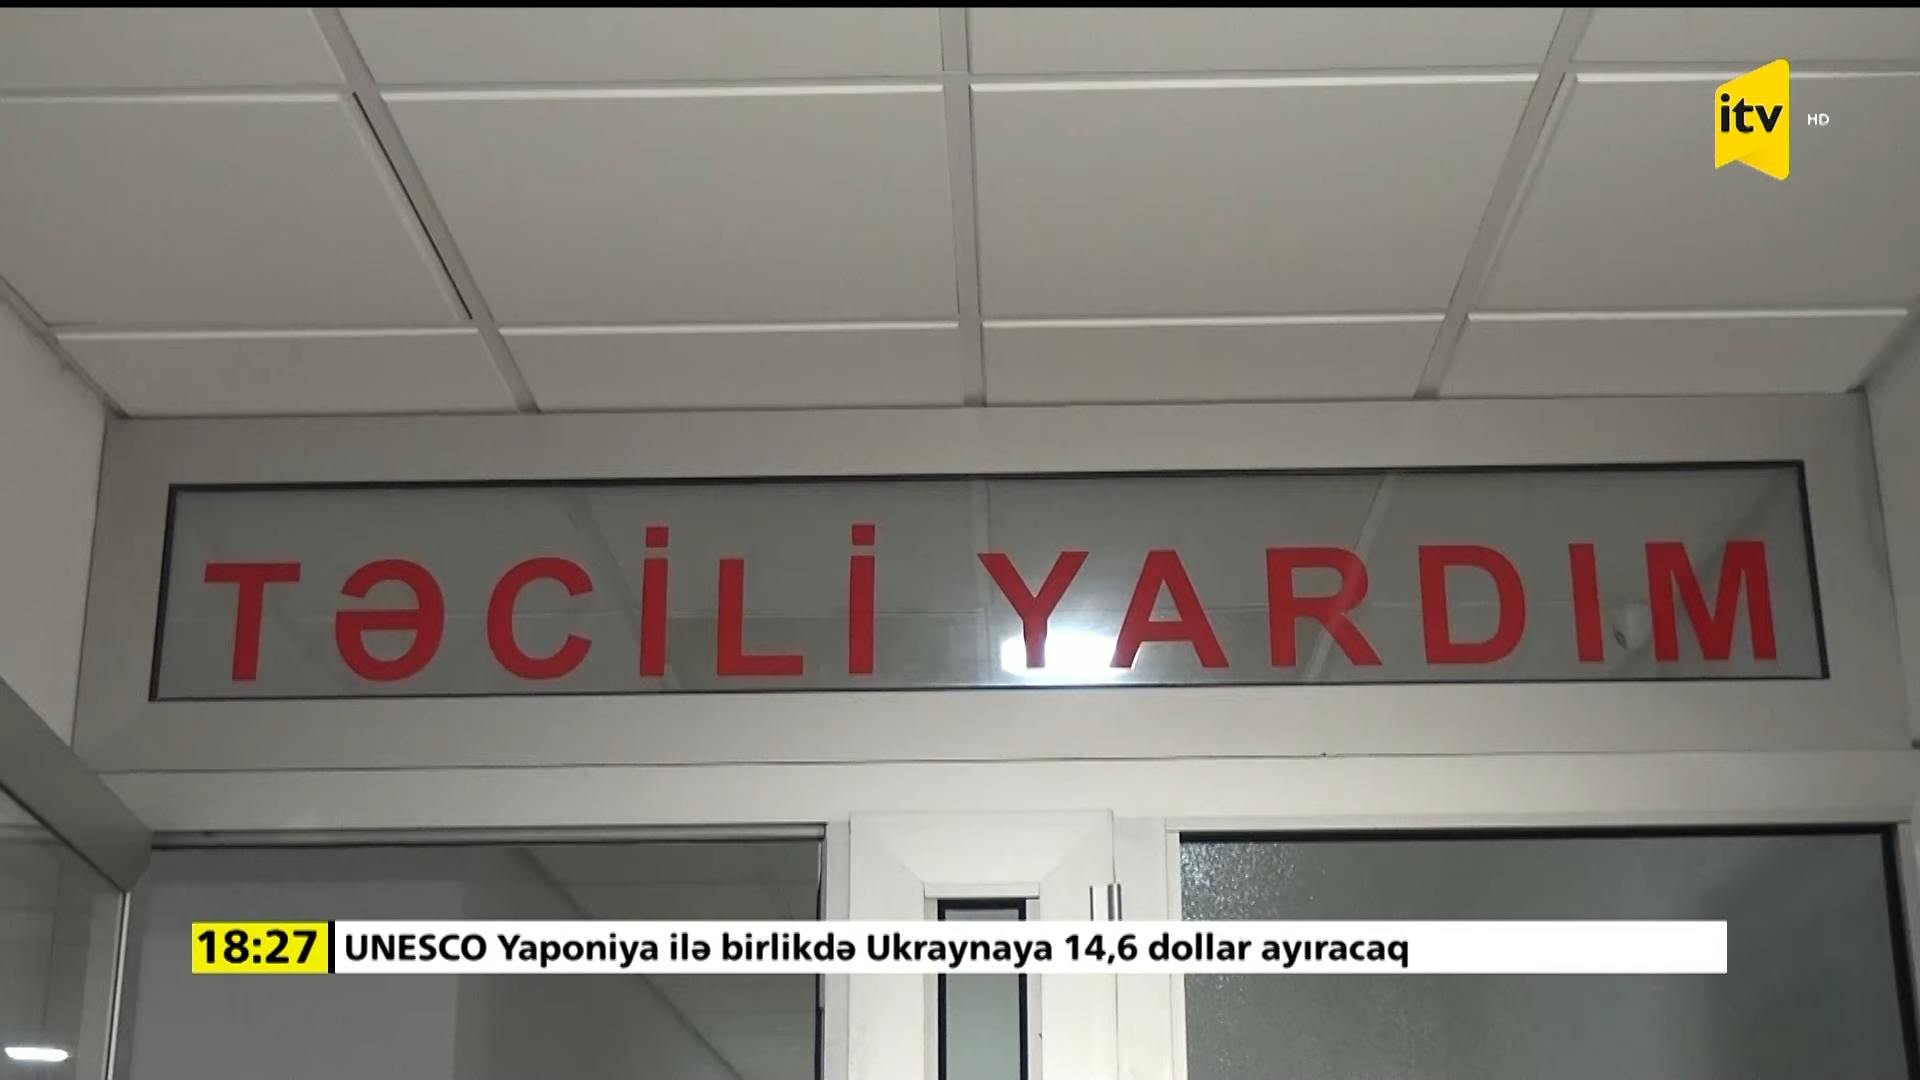 itv HD
TƏCİLİ YARDIM
18:27 UNESCO Yaponiya ilə birlikdə Ukraynaya 14,6 dollar ayıracaq